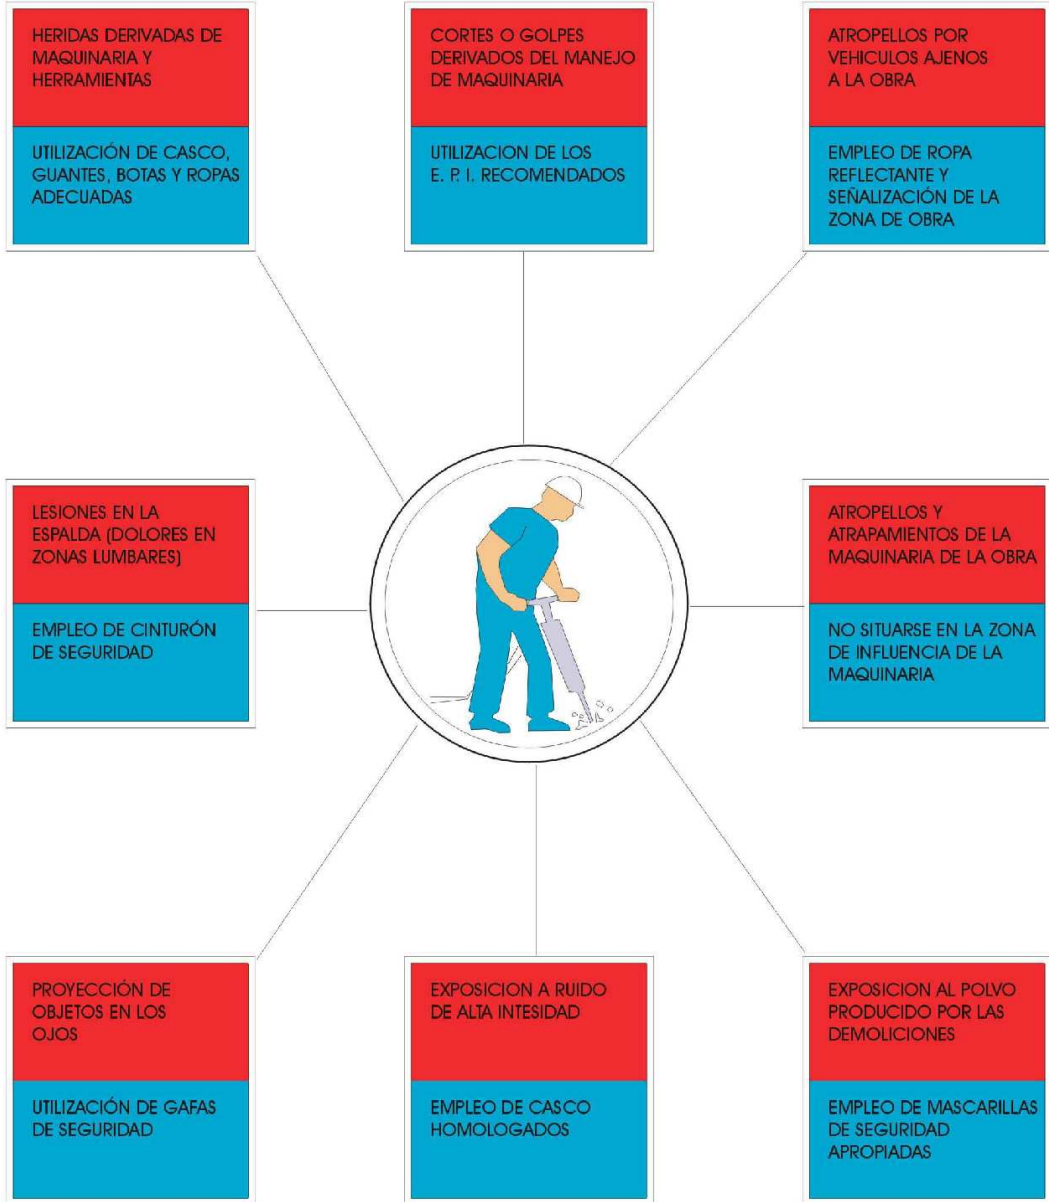 HERIDAS DERIVADAS DE
MAQUINARIA Y
HERRAMIENTAS
UTILIZACIÓN DE CASCO,
GUANTES, BOTAS Y ROPAS
ADECUADAS
CORTES O GOLPES
DERIVADOS DEL MANEJO
DE MAQUINARIA
UTILIZACION DE LOS
E. P. I. RECOMENDADOS
ATROPELLOS POR
VEHICULOS AJENOS
A LA OBRA
EMPLEO DE ROPA
REFLECTANTE Y
SEÑALIZACIÓN DE LA
ZONA DE OBRA
LESIONES EN LA
ESPALDA (DOLORES EN
ZONAS LUMBARES)
EMPLEO DE CINTURÓN
DE SEGURIDAD
ATROPELLOS Y
ATRAPAMIENTOS DE LA
MAQUINARIA DE LA OBRA
NO SITUARSE EN LA ZONA
DE INFLUENCIA DE LA
MAQUINARIA
PROYECCIÓN DE
OBJETOS EN LOS
OJOS
UTILIZACIÓN DE GAFAS
DE SEGURIDAD
EXPOSICION A RUIDO
DE ALTA INTESIDAD
EMPLEO DE CASCO
HOMOLOGADOS
EXPOSICION AL POLVO
PRODUCIDO POR LAS
DEMOLICIONES
EMPLEO DE MASCARILLAS
DE SEGURIDAD
APROPIADAS